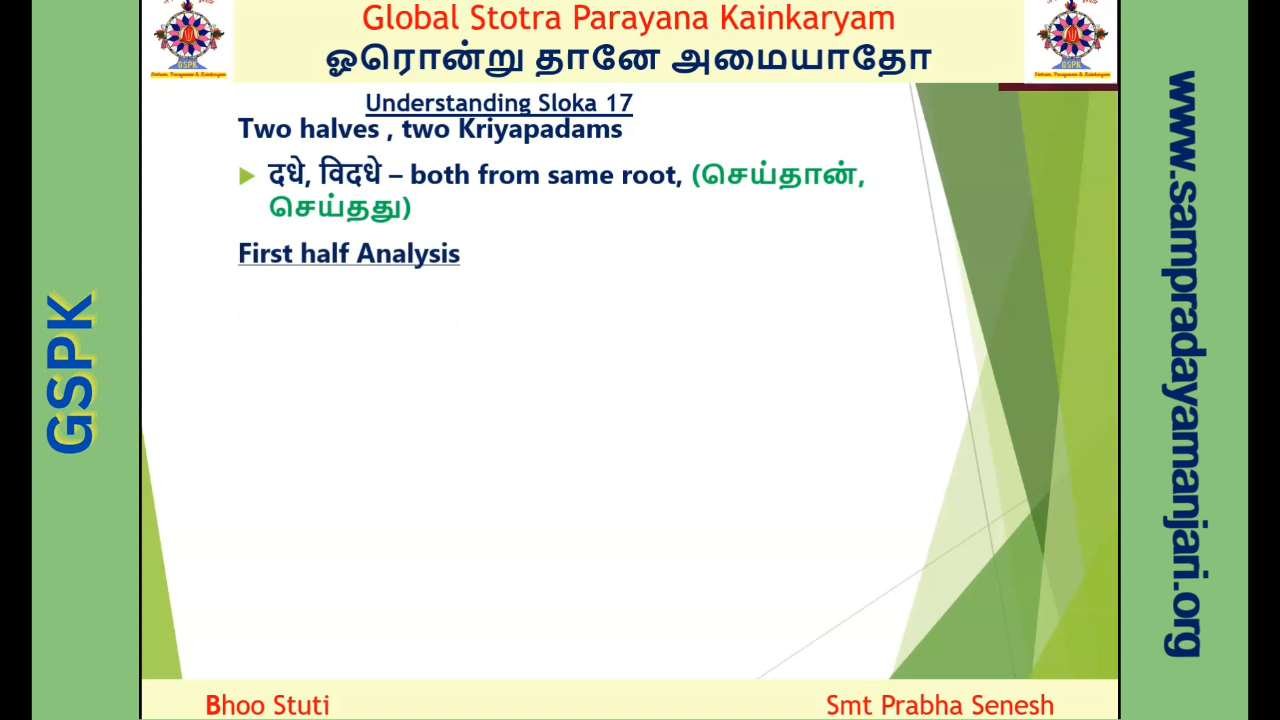 Global Stotra Parayana Kainkaryam
ஓரொன்று தானே அமையாதோ
Understanding Sloka 17
Two halves , two Kriyapadams
दधे, विदधे – both from same root, (செய்தான்,
செய்தது)
First half Analysis
GSPK
www.sampradayamanjari.org
Bhoo Stuti
Smt Prabha Senesh